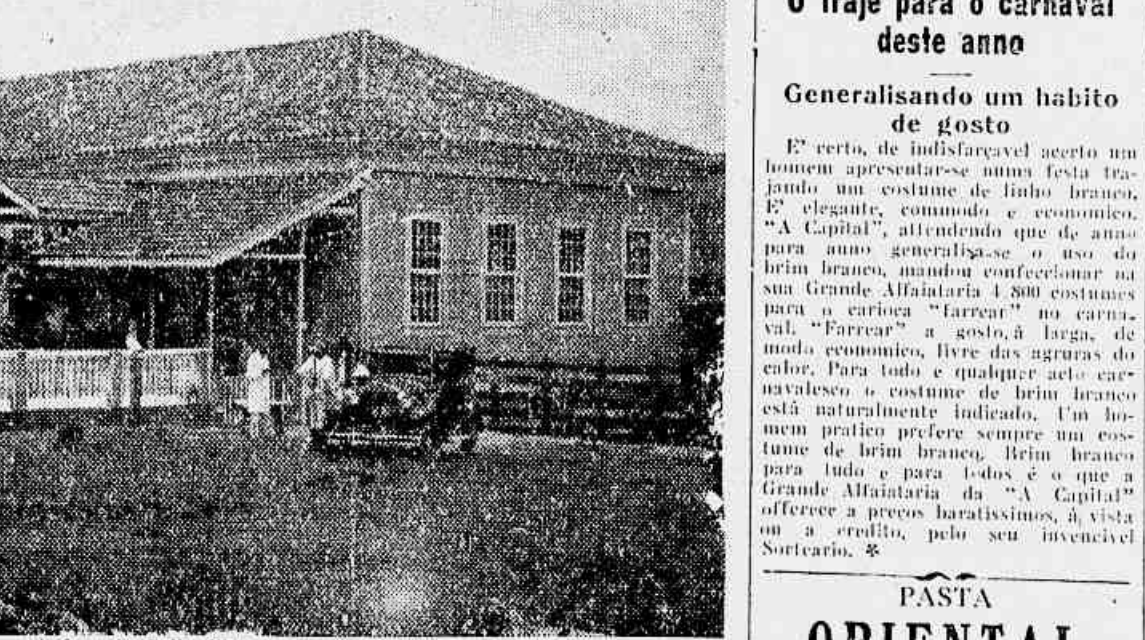 O traje para o carnaval
deste anno
Generalisando um habito
de gosto
E' certo, de indisfarçavel acerto um
homem apresentar-se numa festa tra-
jando um costume de linho branco.
E' elegante, commodo e economico.
"A Capital", attendendo que de anno
para anno generalisa-se o uso do
brim branco, mandou confeccionar na
sua Grande Alfaiataria 4 800 costumes
para o carioca "farrear" no carna-
val. "Farrear" a gosto, á larga, de
modo economico, livre das agruras do
calor. Para todo e qualquer acto car-
navalesco o costume de brim branco
está naturalmente indicado. Um ho-
mem pratico prefere sempre um cos-
tume de brim branco. Brim branco
para tudo e para todos é o que a
Grande Alfaiataria da "A Capital"
offerece a preços baratissimos, á vista
ou a credito, pelo seu invencivel
Sorteario. *
PASTA
ORIENTAL